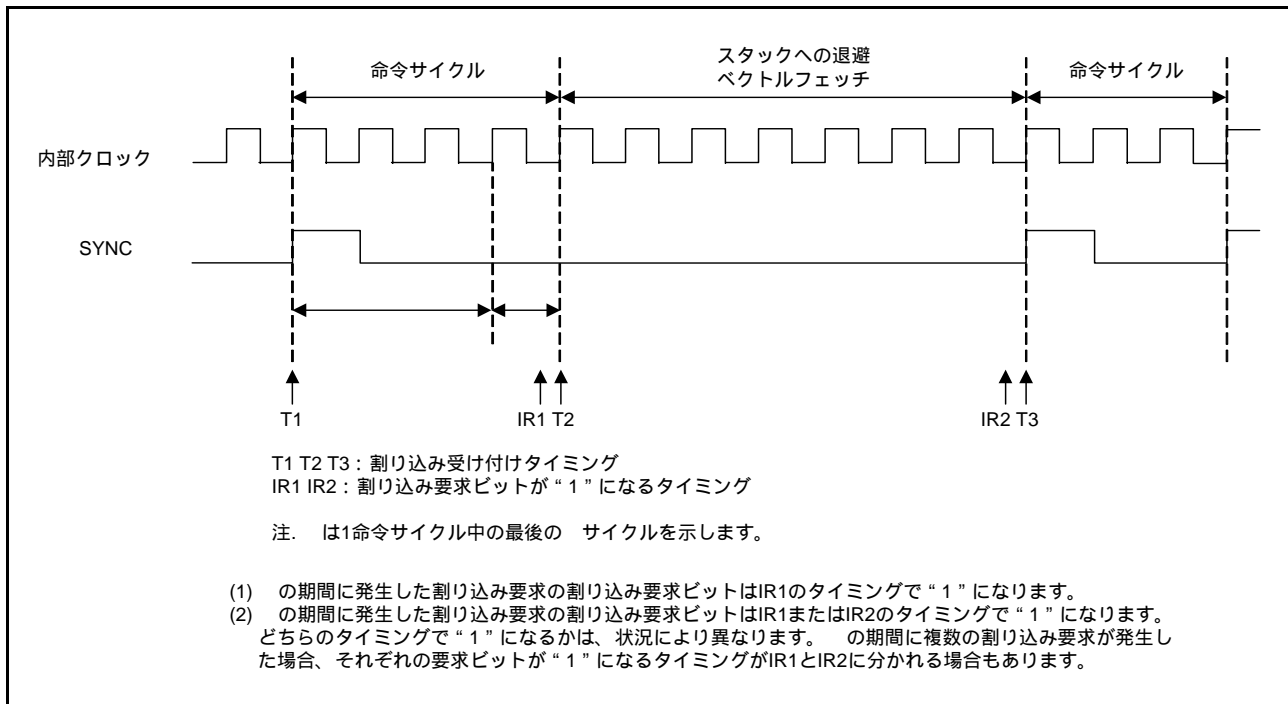 命令サイクル
スタックへの退避
ベクトルフェッチ
命令サイクル
内部クロック
SYNC
T1
IR1 T2
IR2 T3
T1 T2 T3 : 割り込み受け付けタイミング
IR1 IR2 : 割り込み要求ビットが “ 1 ” になるタイミング
注. は1命令サイクル中の最後の サイクルを示します。
(1) の期間に発生した割り込み要求の割り込み要求ビットはIR1のタイミングで “ 1 ” になります。
(2) の期間に発生した割り込み要求の割り込み要求ビットはIR1またはIR2のタイミングで “ 1 ” になります。
どちらのタイミングで “ 1 ” になるかは、状況により異なります。 の期間に複数の割り込み要求が発生し
た場合、それぞれの要求ビットが “ 1 ” になるタイミングがIR1とIR2に分かれる場合もあります。